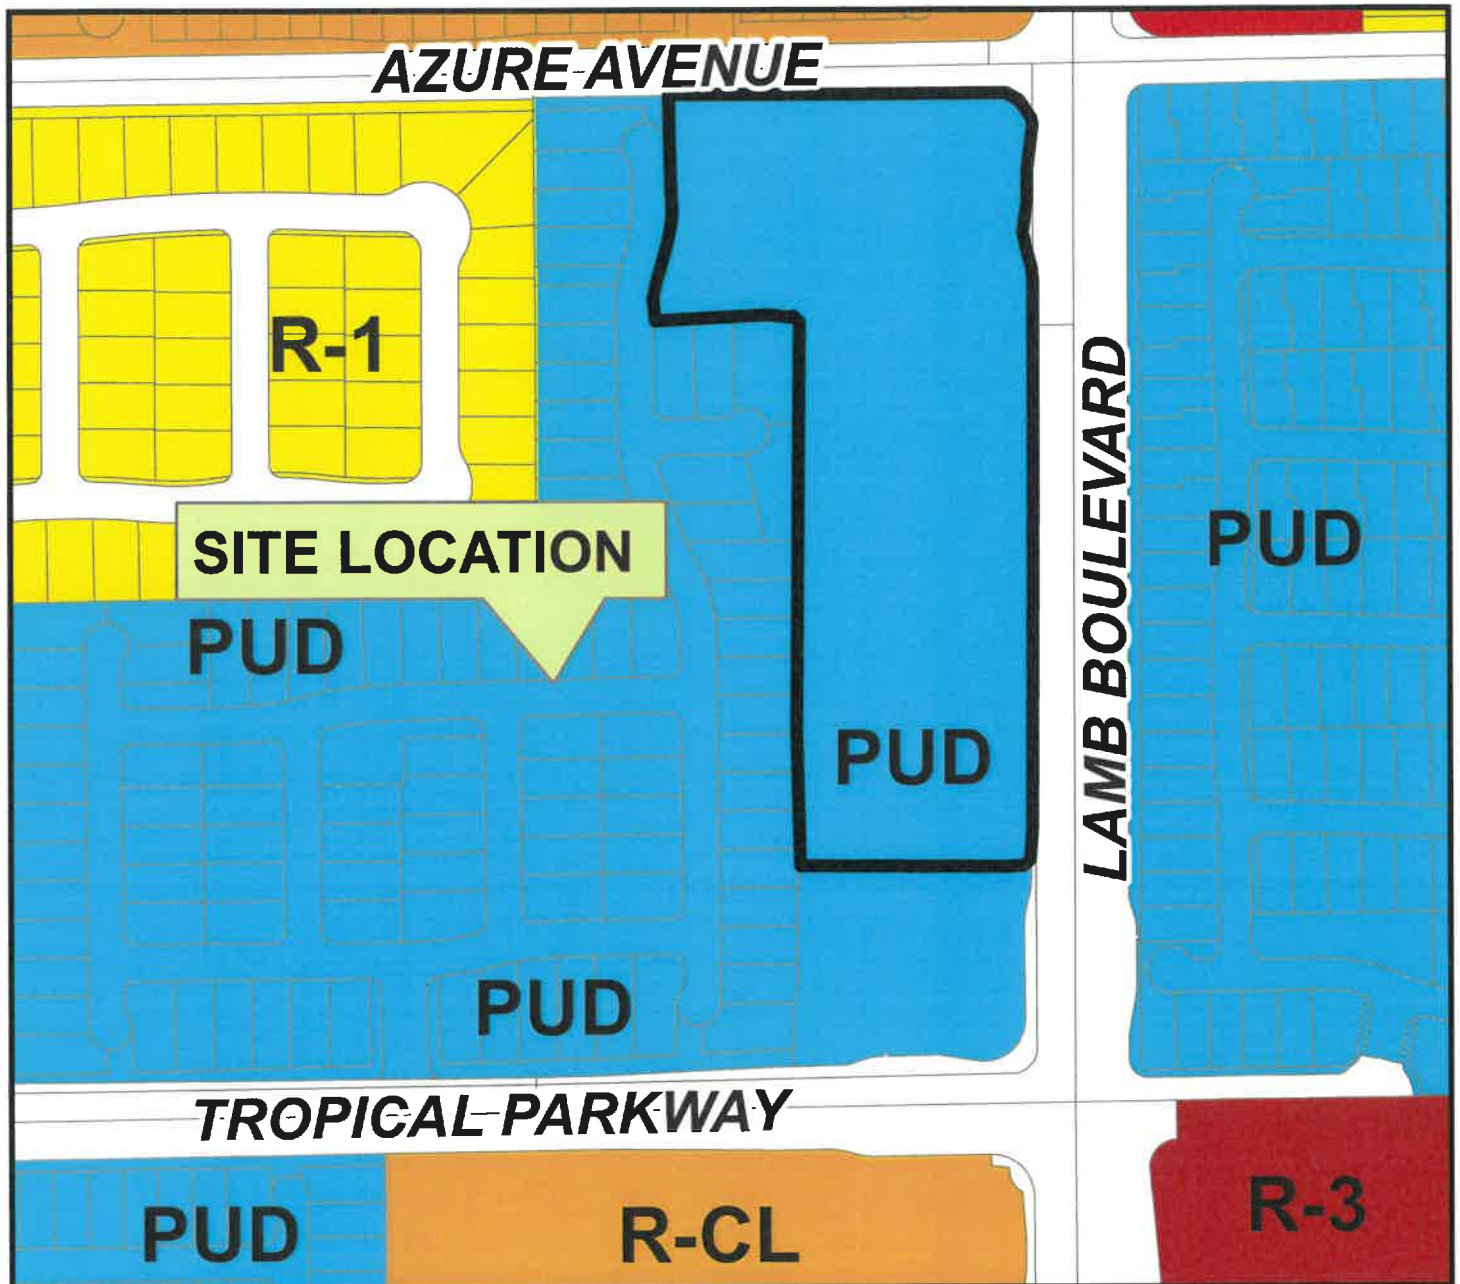 AZURE AVENUE
R-1
LAMB BOULEVARD
PUD
SITE LOCATION
PUD
PUD
PUD
TROPICAL PARKWAY
PUD
R-CL
R-3